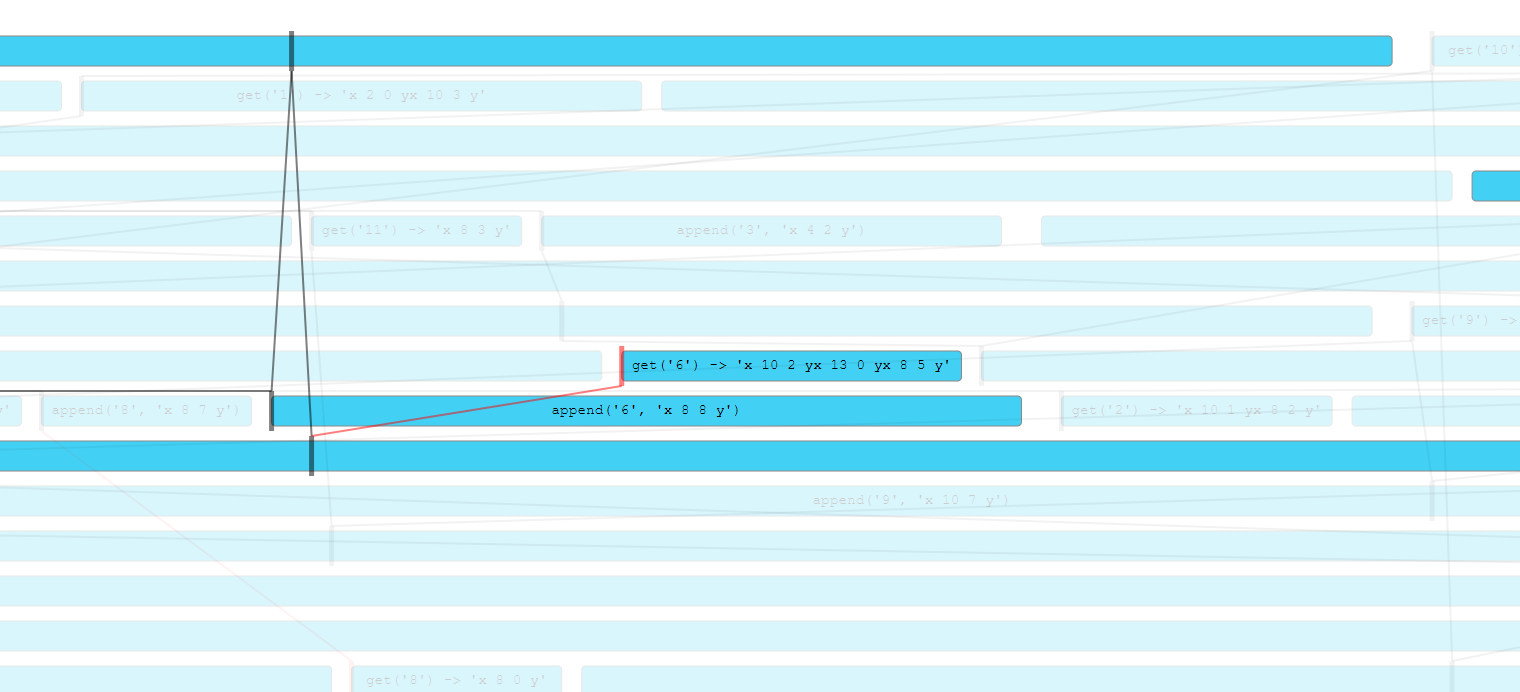 get('10')
get('1 ) -> 'x 2 0 yx 10 3 y'
get('11') -> 'x 8 3 y'
append('3', 'x 4 2 y')
get('9') ->
get('6') -> 'x 10 2 yx 13 0 yx 8 5 y'
y'
append('8', 'x 8 7 y')
append('6', 'x 8 8 y')
get('2') -> 'x 10 1 yx 8 2 y'
append('9', 'x 10 7 y')
get('8') -> 'x 8 0 y'